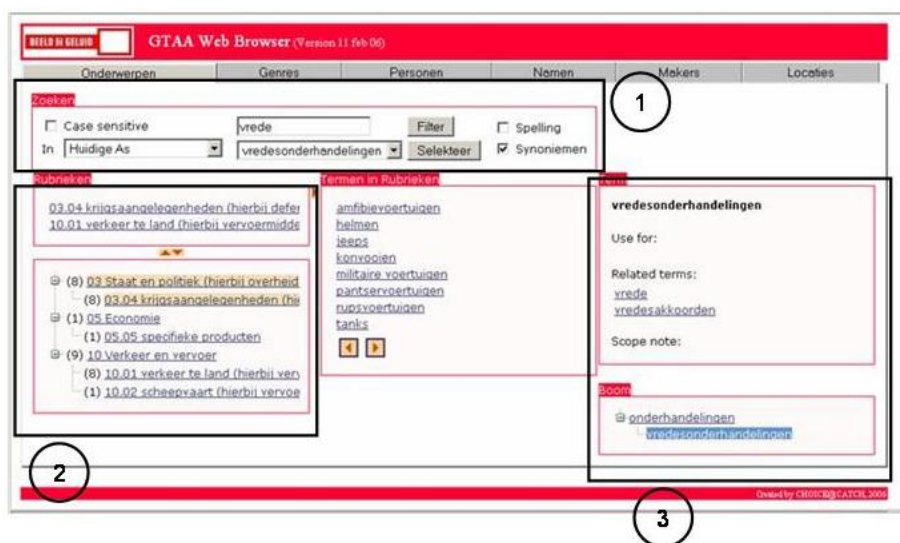 BEELD EN GELUID
GTAA Web Browser (Version 11 feb 06)
Onderwerpen Genres Personen Namen Makers Locaties
1
Zoeken
Case sensitive vrede Filter Spelling
In Huidige As vredesonderhandelingen Selekteer Synoniemen
Rubrieken
03.04 krijgsaangelegenheden (hierbij defer
10.01 verkeer te land (hierbij vervoermidde
(8) 03 Staat en politiek (hierbij overheid
(8) 03.04 krijgsaangelegenheden (hie
(1) 05 Economie
(1) 05.05 specifieke producten
(9) 10 Verkeer en vervoer
(8) 10.01 verkeer te land (hierbij verv
(1) 10.02 scheepvaart (hierbij vervoe
2
Termen in Rubrieken
amfibievoertuigen
helmen
jeeps
konvooien
militaire voertuigen
pantservoertuigen
rupsvoertuigen
tanks
vredesonderhandelingen
Use for:
Related terms:
vrede
vredesakkoorden
Scope note:
Boom
onderhandelingen
vredesonderhandelingen
Created by CHOICE@CATCH, 2006
3